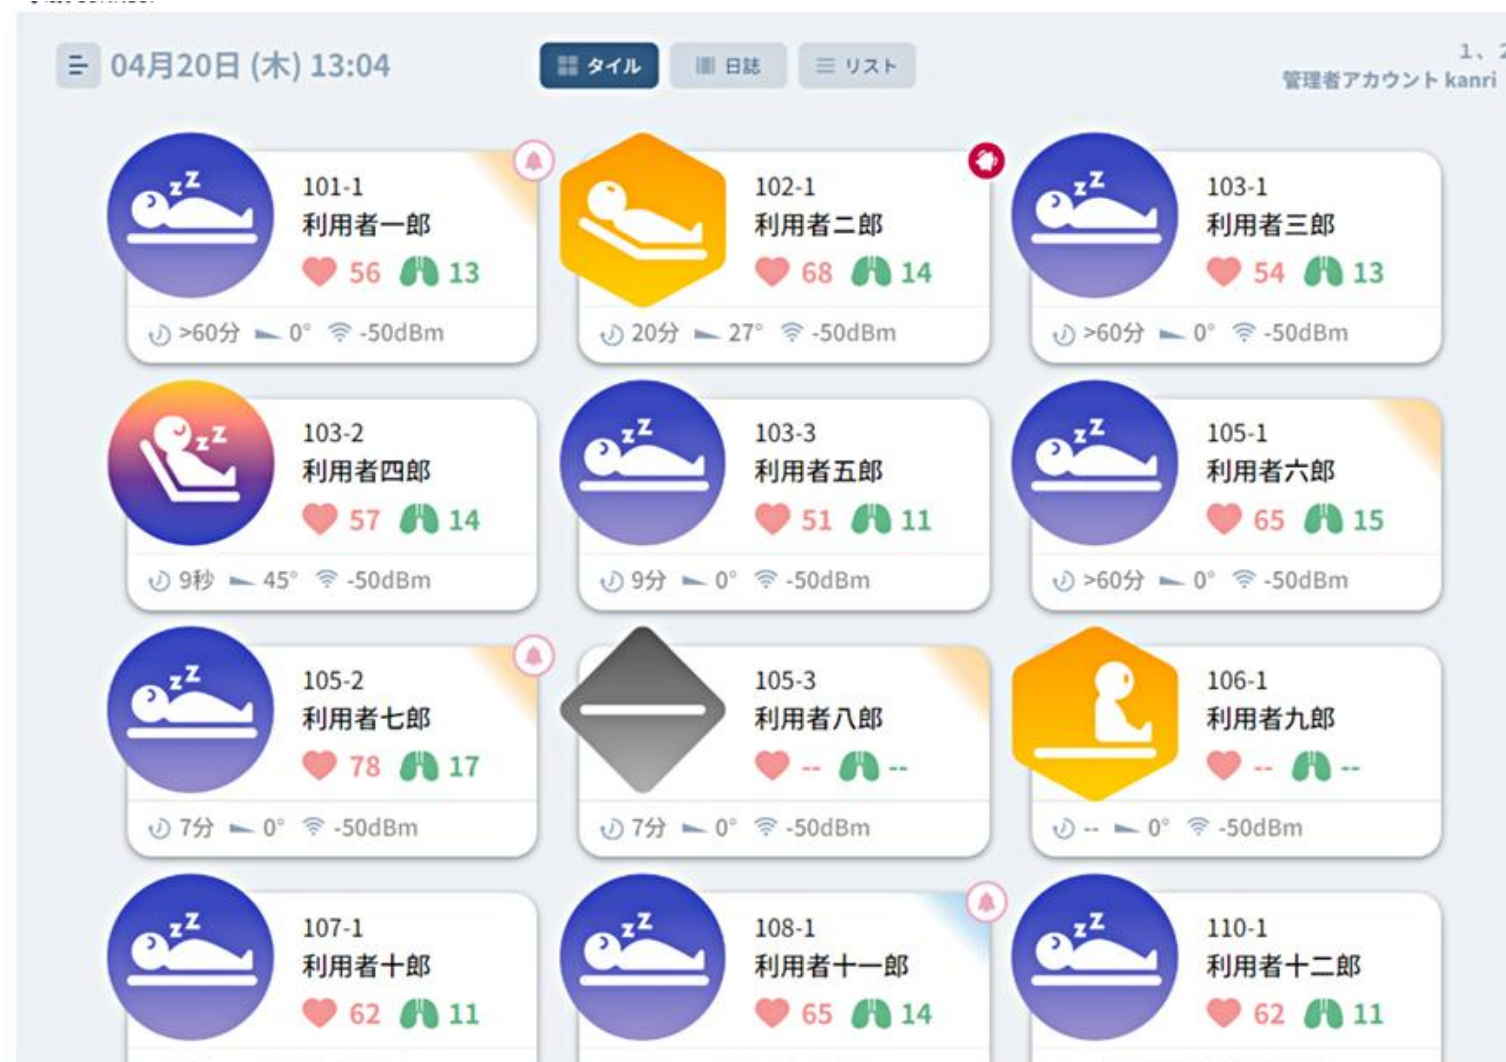 04月20日 (木) 13:04
タイル
日誌
リスト
1、2
管理者アカウント kanri
101-1
利用者一郎
56 13
>60分 0° -50dBm
102-1
利用者二郎
68 14
20分 27° -50dBm
103-1
利用者三郎
54 13
>60分 0° -50dBm
103-2
利用者四郎
57 14
9秒 45° -50dBm
103-3
利用者五郎
51 11
9分 0° -50dBm
105-1
利用者六郎
65 15
>60分 0° -50dBm
105-2
利用者七郎
78 17
7分 0° -50dBm
105-3
利用者八郎
-- --
7分 0° -50dBm
106-1
利用者九郎
-- --
-- 0° -50dBm
107-1
利用者十郎
62 11
108-1
利用者十一郎
65 14
110-1
利用者十二郎
62 11